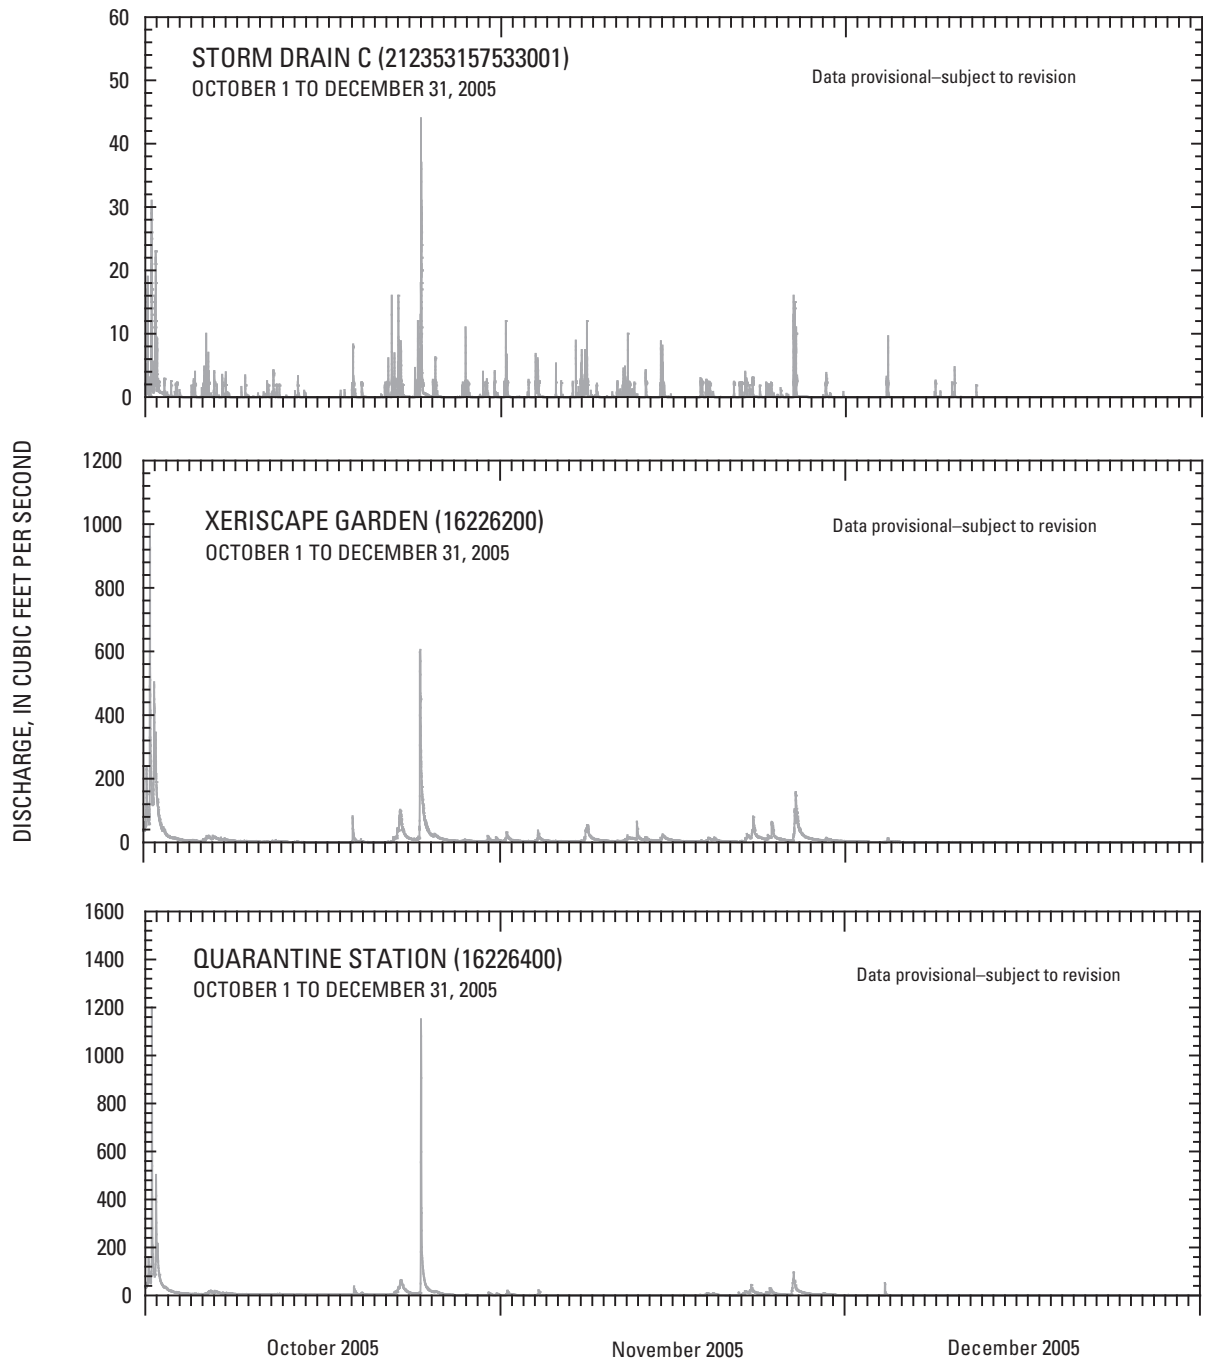 60
STORM DRAIN C (212353157533001)
OCTOBER 1 TO DECEMBER 31, 2005
Data provisional–subject to revision
50
40
30
20
10
0
DISCHARGE, IN CUBIC FEET PER SECOND
1200
XERISCAPE GARDEN (16226200)
OCTOBER 1 TO DECEMBER 31, 2005
Data provisional–subject to revision
1000
800
600
400
200
0
1600
QUARANTINE STATION (16226400)
OCTOBER 1 TO DECEMBER 31, 2005
Data provisional–subject to revision
1400
1200
1000
800
600
400
200
0
October 2005
November 2005
December 2005